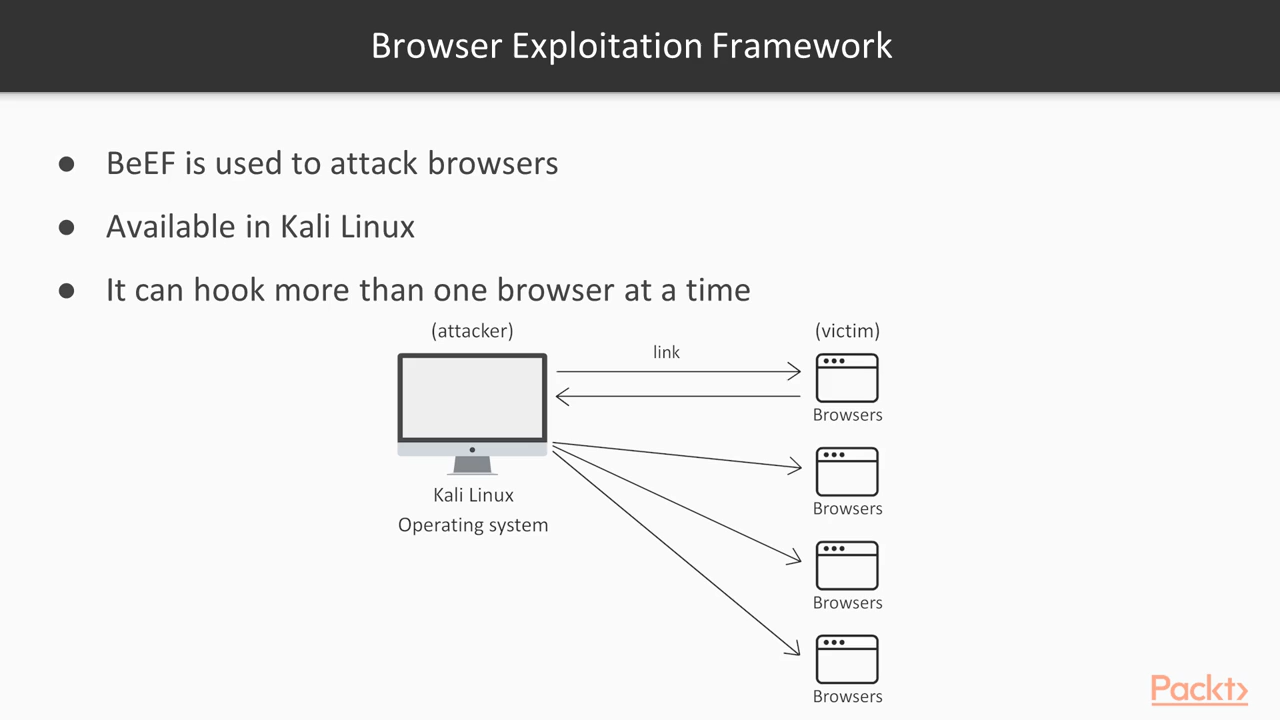 Browser Exploitation Framework
● BeEF is used to attack browsers
● Available in Kali Linux
● It can hook more than one browser at a time
(attacker)
(victim)
link
Browsers
Browsers
Kali Linux
Operating system
Browsers
Browsers
Packt>